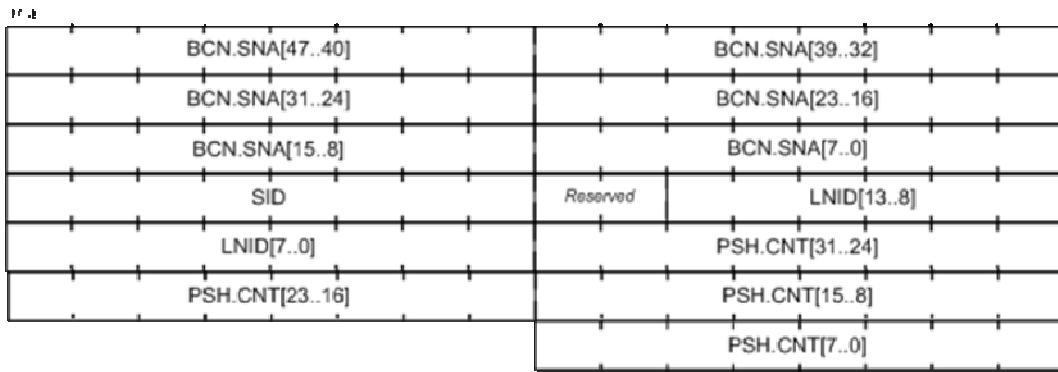 BCN.SNA[47..40] BCN.SNA[39..32]
BCN.SNA[31..24] BCN.SNA[23..16]
BCN.SNA[15..8] BCN.SNA[7..0]
SID Reserved LNID[13..8]
LNID[7..0] PSH.CNT[31..24]
PSH.CNT[23..16] PSH.CNT[15..8]
PSH.CNT[7..0]